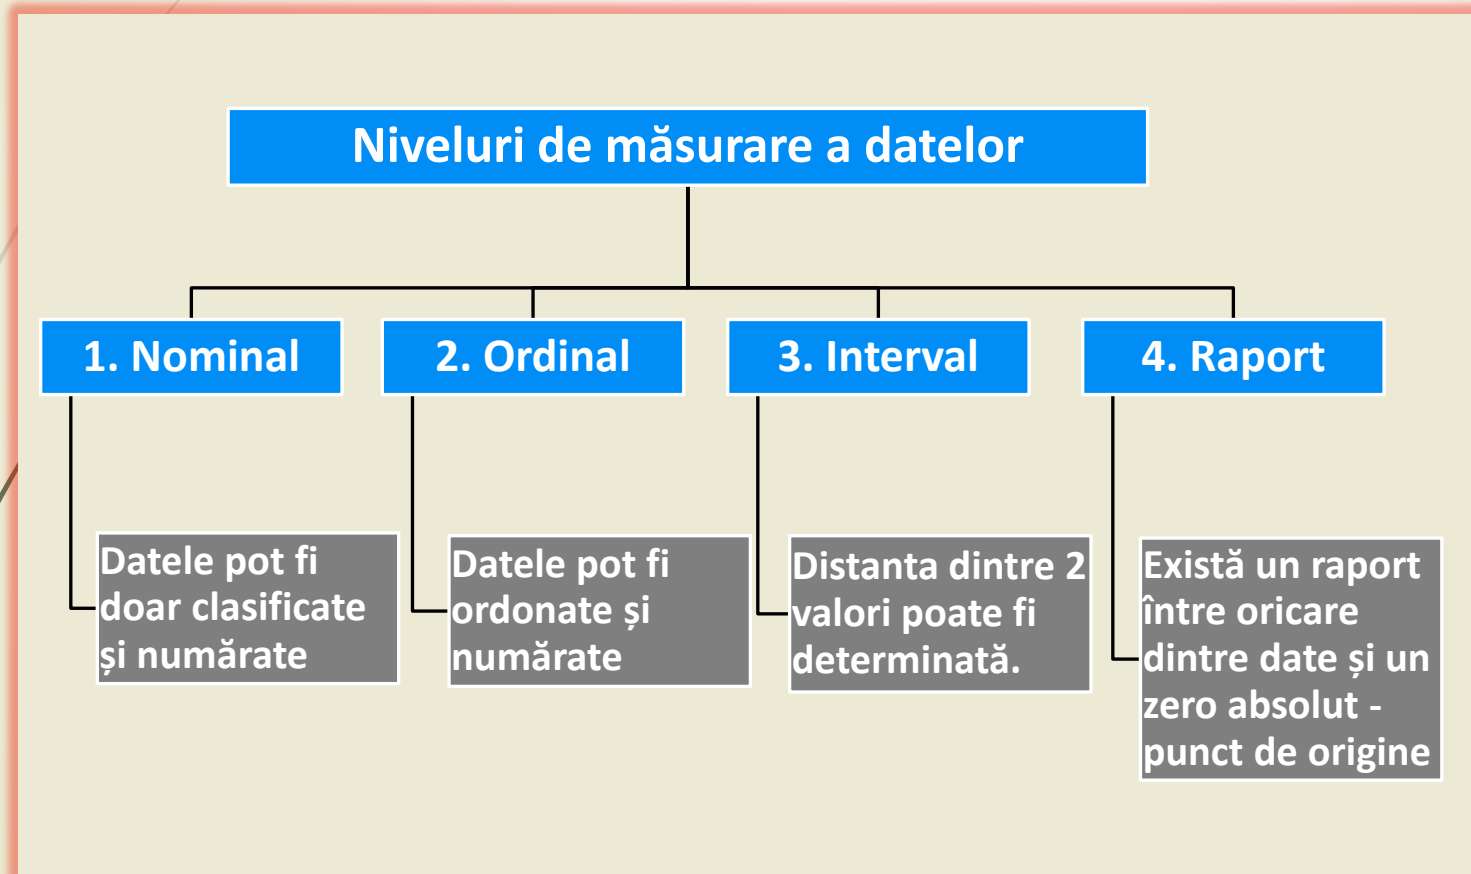 Niveluri de măsurare a datelor
1. Nominal
2. Ordinal
3. Interval
4. Raport
Datele pot fi
doar clasificate
și numărate
Datele pot fi
ordonate și
numărate
Distanta dintre 2
valori poate fi
determinată.
Există un raport
între oricare
dintre date și un
zero absolut -
punct de origine